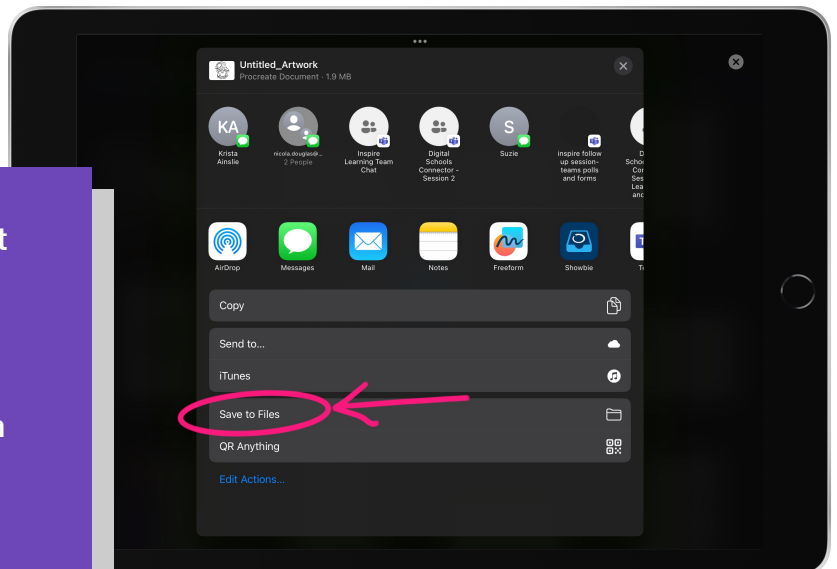 Untitled_Artwork
Procreate Document · 1.9 MB
KA
S
Krista
Ainslie
nicola.douglas@...
2 People
Inspire
Learning Team
Chat
Digital
Schools
Connector -
Session 2
Suzie
inspire follow
up session-
teams polls
and forms
AirDrop
Messages
Mail
Notes
Freeform
Showbie
Copy
Send to...
iTunes
Save to Files
QR Anything
Edit Actions...